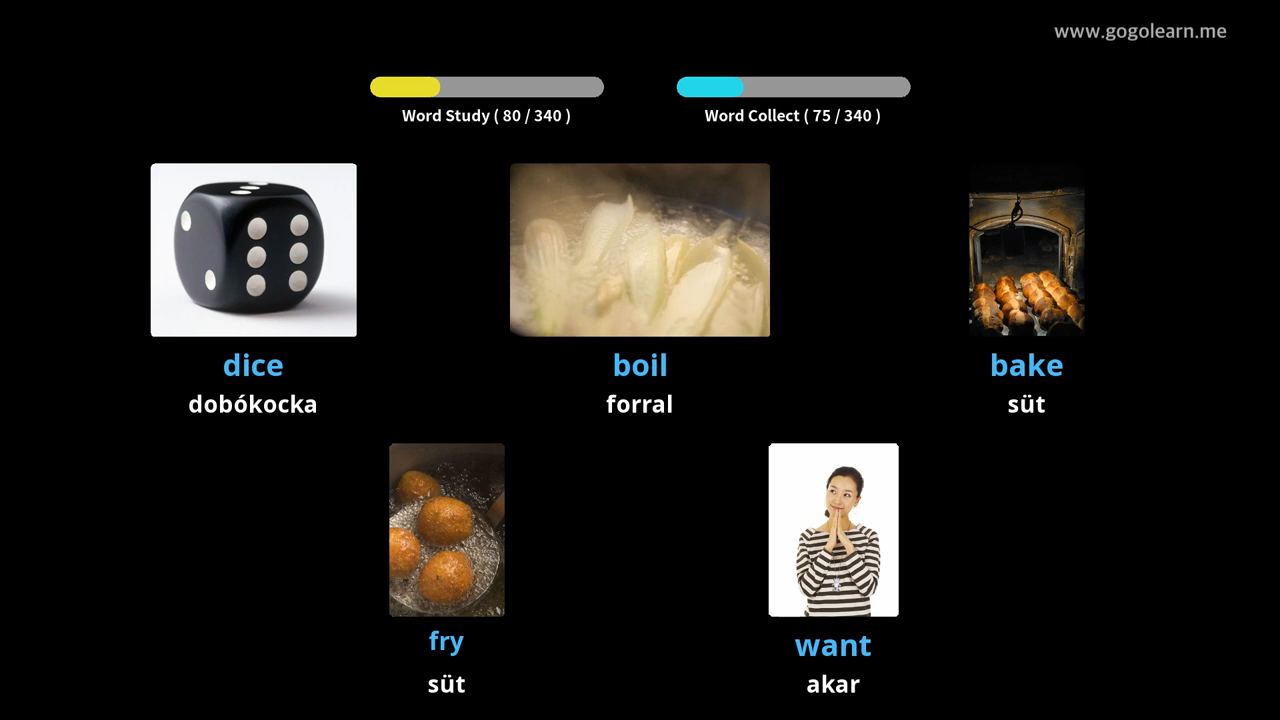 www.gogolearn.me
Word Study ( 80 / 340 )
Word Collect ( 75 / 340 )
dice
dobókocka
boil
forral
bake
süt
fry
süt
want
akar